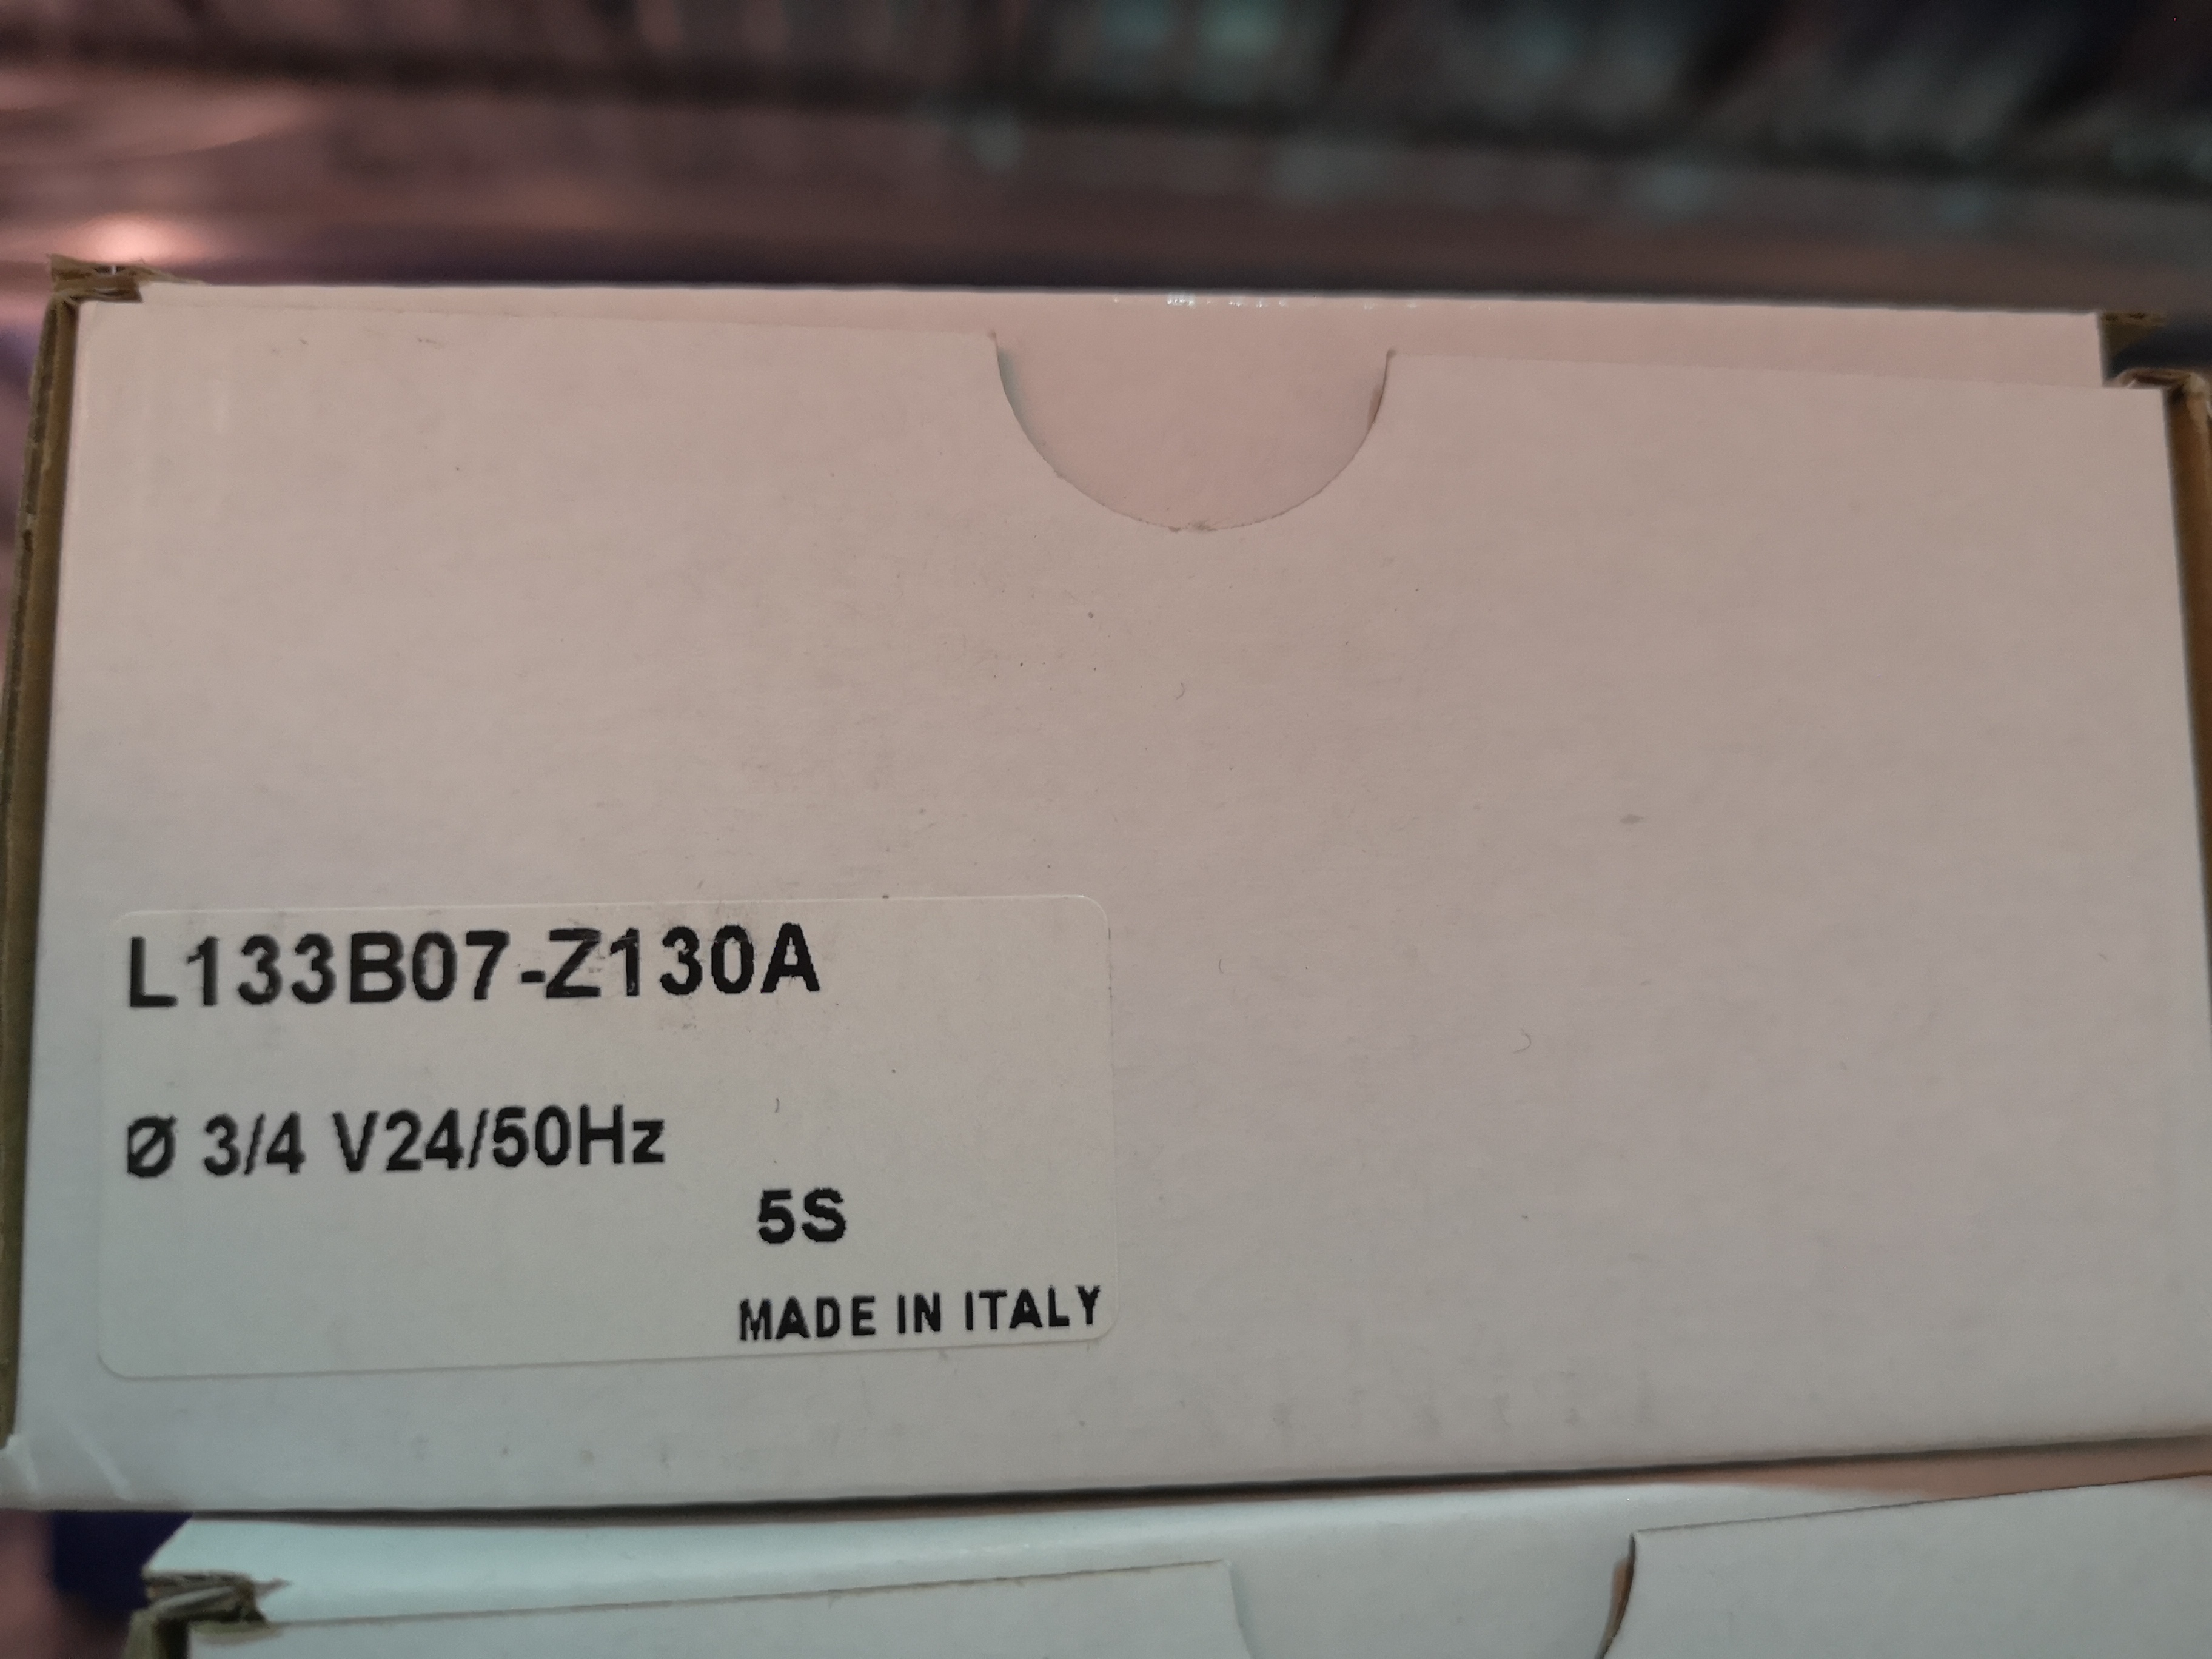 L133B07-Z130A
Ø 3/4 V24/50Hz
5S
MADE IN ITALY